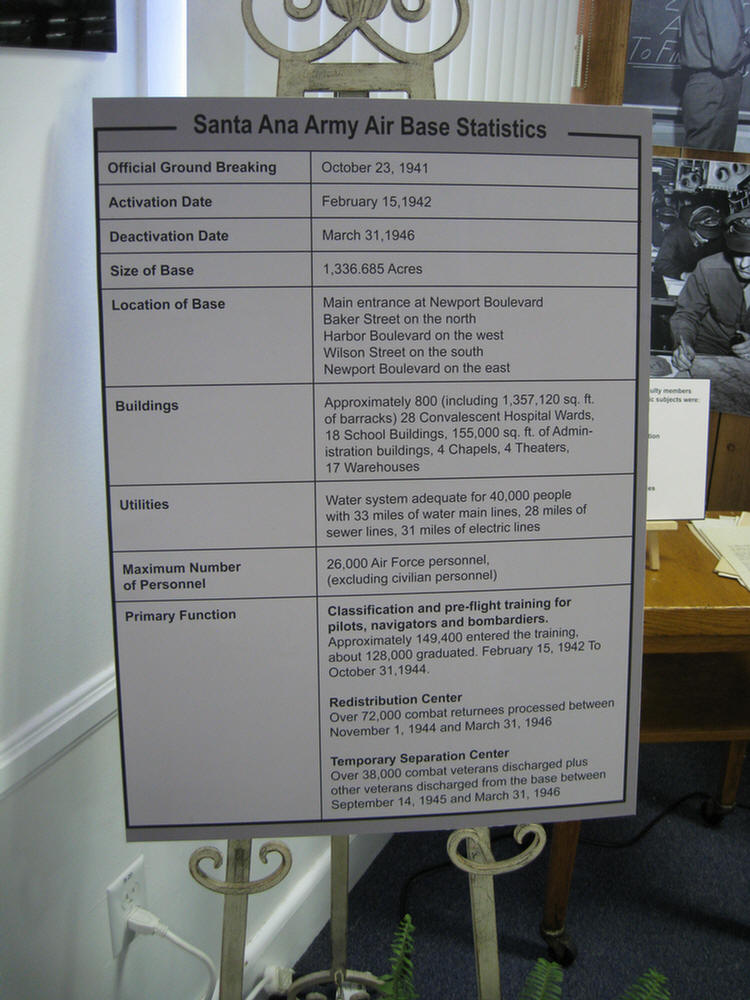 Santa Ana Army Air Base Statistics
Official Ground Breaking
October 23, 1941
Activation Date
February 15,1942
Deactivation Date
March 31,1946
Size of Base
1,336.685 Acres
Location of Base
Main entrance at Newport Boulevard
Baker Street on the north
Harbor Boulevard on the west
Wilson Street on the south
Newport Boulevard on the east
Buildings
Approximately 800 (including 1,357,120 sq. ft.
of barracks) 28 Convalescent Hospital Wards,
18 School Buildings, 155,000 sq. ft. of Admin-
istration buildings, 4 Chapels, 4 Theaters,
17 Warehouses
Utilities
Water system adequate for 40,000 people
with 33 miles of water main lines, 28 miles of
sewer lines, 31 miles of electric lines
Maximum Number
of Personnel
26,000 Air Force personnel,
(excluding civilian personnel)
Primary Function
Classification and pre-flight training for
pilots, navigators and bombardiers.
Approximately 149,400 entered the training,
about 128,000 graduated. February 15, 1942 To
October 31,1944.
Redistribution Center
Over 72,000 combat returnees processed between
November 1, 1944 and March 31, 1946
Temporary Separation Center
Over 38,000 combat veterans discharged plus
other veterans discharged from the base between
September 14, 1945 and March 31, 1946
To
members
subjects were: